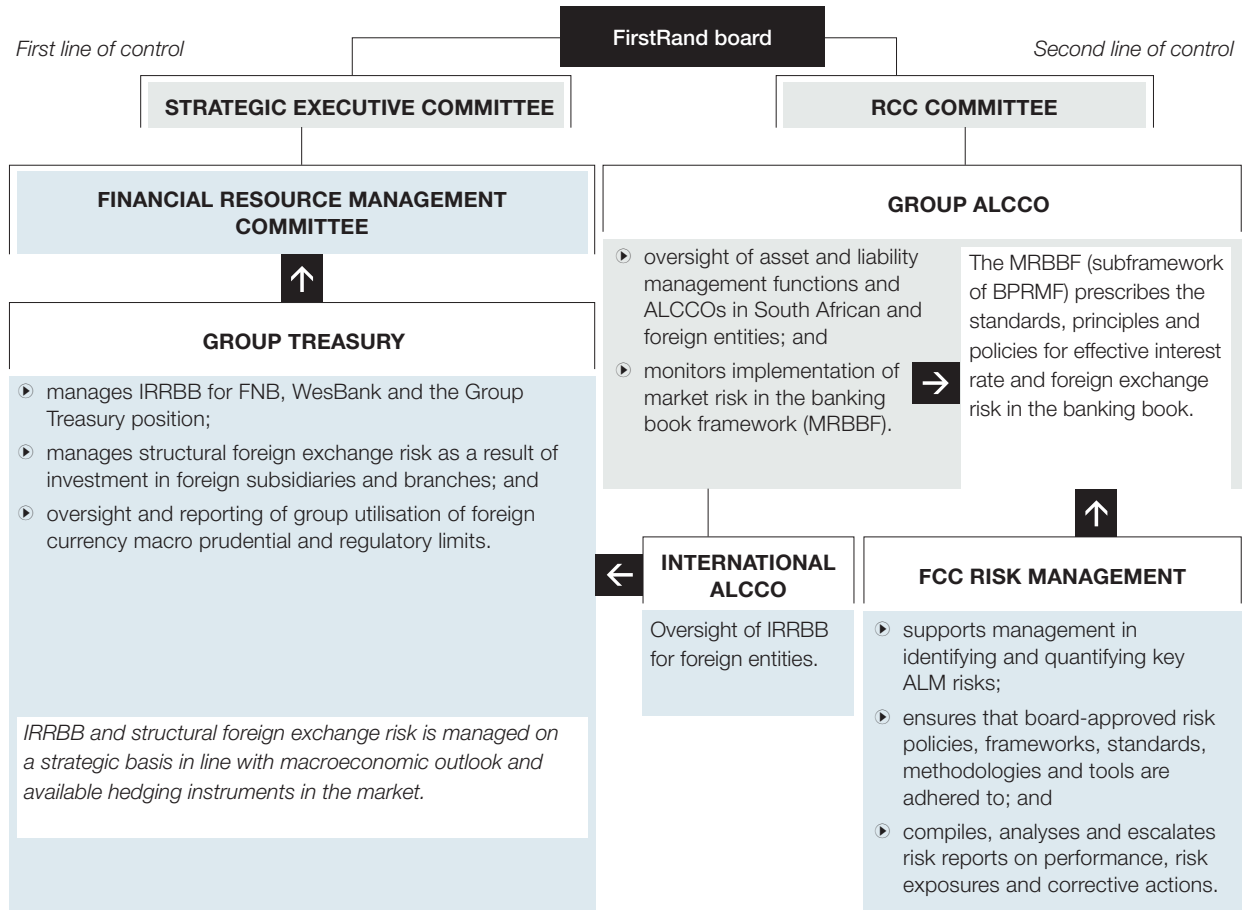 First line of control
FirstRand board
Second line of control
STRATEGIC EXECUTIVE COMMITTEE
RCC COMMITTEE
FINANCIAL RESOURCE MANAGEMENT
COMMITTEE
GROUP TREASURY
manages IRRBB for FNB, WesBank and the Group
Treasury position;
manages structural foreign exchange risk as a result of
investment in foreign subsidiaries and branches; and
oversight and reporting of group utilisation of foreign
currency macro prudential and regulatory limits.
IRRBB and structural foreign exchange risk is managed on
a strategic basis in line with macroeconomic outlook and
available hedging instruments in the market.
GROUP ALCCO
oversight of asset and liability
management functions and
ALCCOs in South African and
foreign entities; and
monitors implementation of
market risk in the banking
book framework (MRBBF).
The MRBBF (subframework
of BPRMF) prescribes the
standards, principles and
policies for effective interest
rate and foreign exchange
risk in the banking book.
INTERNATIONAL
ALCCO
Oversight of IRRBB
for foreign entities.
FCC RISK MANAGEMENT
supports management in
identifying and quantifying key
ALM risks;
ensures that board-approved risk
policies, frameworks, standards,
methodologies and tools are
adhered to; and
compiles, analyses and escalates
risk reports on performance, risk
exposures and corrective actions.